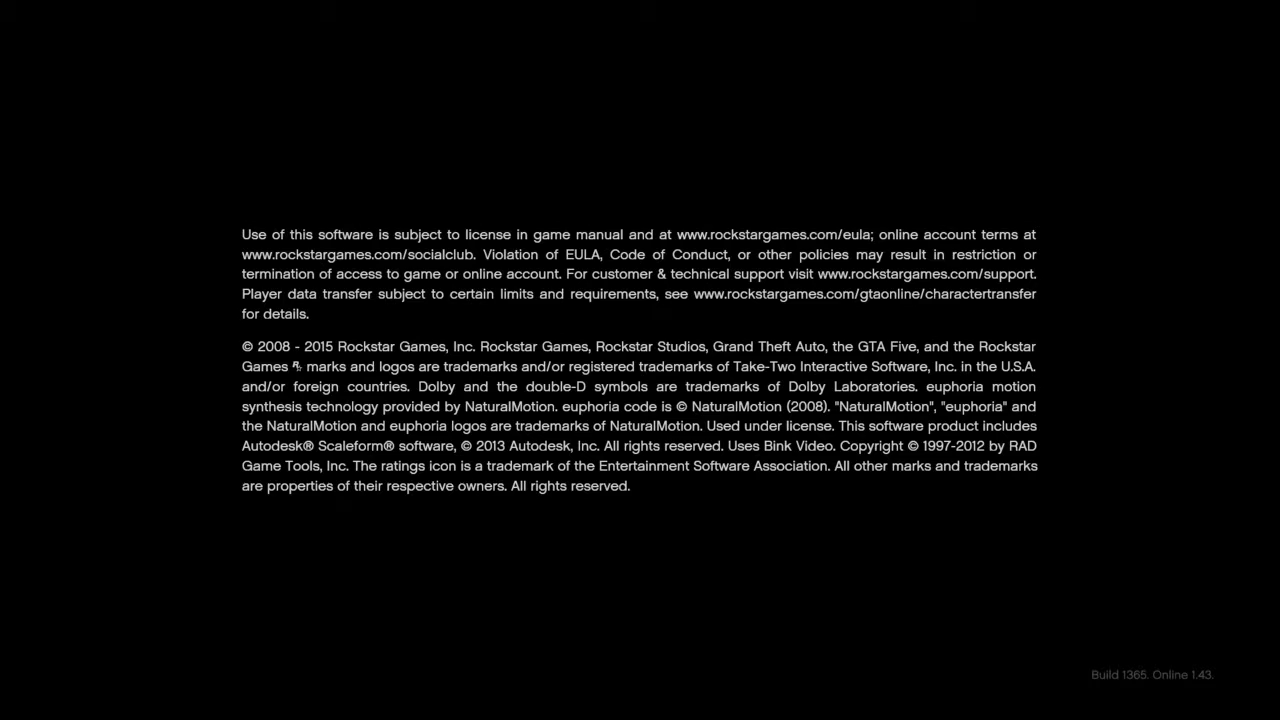 Use of this software is subject to license in game manual and at www.rockstargames.com/eula; online account terms at
www.rockstargames.com/socialclub. Violation of EULA, Code of Conduct, or other policies may result in restriction or
termination of access to game or online account. For customer & technical support visit www.rockstargames.com/support.
Player data transfer subject to certain limits and requirements, see www.rockstargames.com/gtaonline/charactertransfer
for details.
© 2008 - 2015 Rockstar Games, Inc. Rockstar Games, Rockstar Studios, Grand Theft Auto, the GTA Five, and the Rockstar
Games R* marks and logos are trademarks and/or registered trademarks of Take-Two Interactive Software, Inc. in the U.S.A.
and/or foreign countries. Dolby and the double-D symbols are trademarks of Dolby Laboratories. euphoria motion
synthesis technology provided by NaturalMotion. euphoria code is © NaturalMotion (2008). "NaturalMotion", "euphoria" and
the NaturalMotion and euphoria logos are trademarks of NaturalMotion. Used under license. This software product includes
Autodesk® Scaleform® software, © 2013 Autodesk, Inc. All rights reserved. Uses Bink Video. Copyright © 1997-2012 by RAD
Game Tools, Inc. The ratings icon is a trademark of the Entertainment Software Association. All other marks and trademarks
are properties of their respective owners. All rights reserved.
Build 1365. Online 1.43.